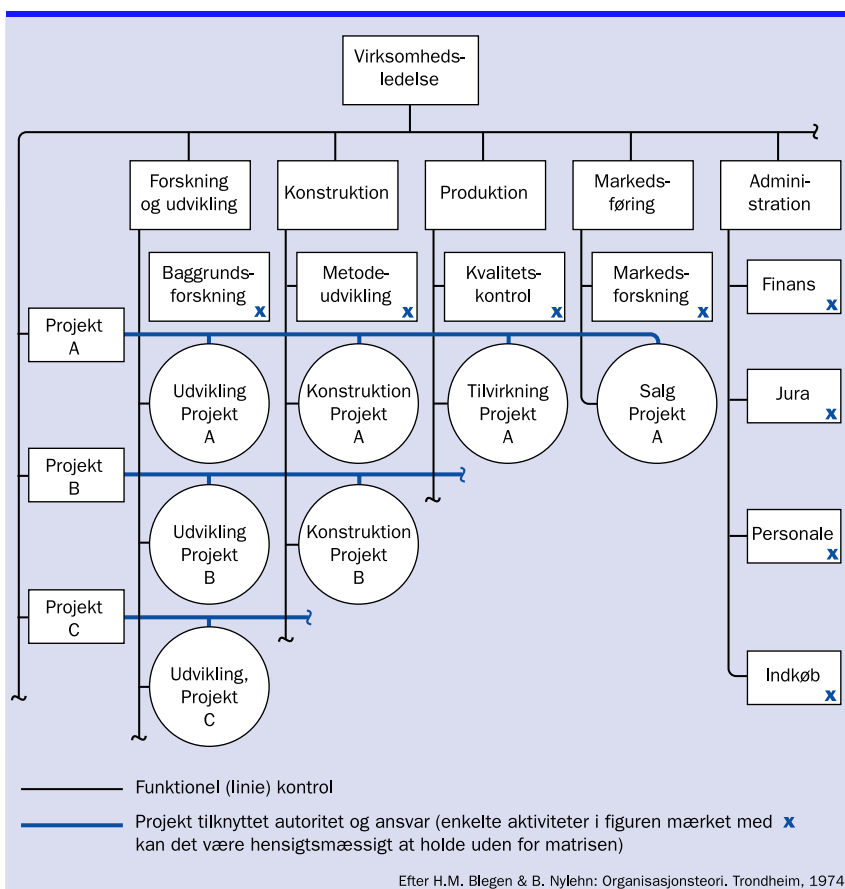 Virksomheds-
ledelse
Forskning
og udvikling
Konstruktion
Produktion
Markeds-
føring
Admini-
stration
Baggrunds-
forskning x
Metode-
udvikling x
Kvalitets-
kontrol x
Markeds-
forskning x
Finans
x
Projekt
A
Udvikling
Projekt
A
Konstruktion
Projekt
A
Tilvirkning
Projekt
A
Salg
Projekt
A
Jura
x
Projekt
B
Udvikling
Projekt
B
Konstruktion
Projekt
B
Personale
x
Projekt
C
Udvikling,
Projekt
C
Indkøb
x
Funktionel (linie) kontrol
Projekt tilknyttet autoritet og ansvar (enkelte aktiviteter i figuren mærket med x
kan det være hensigtsmæssigt at holde uden for matrisen)
Efter H.M. Blegen & B. Nylehn: Organisasjonsteori. Trondheim, 1974